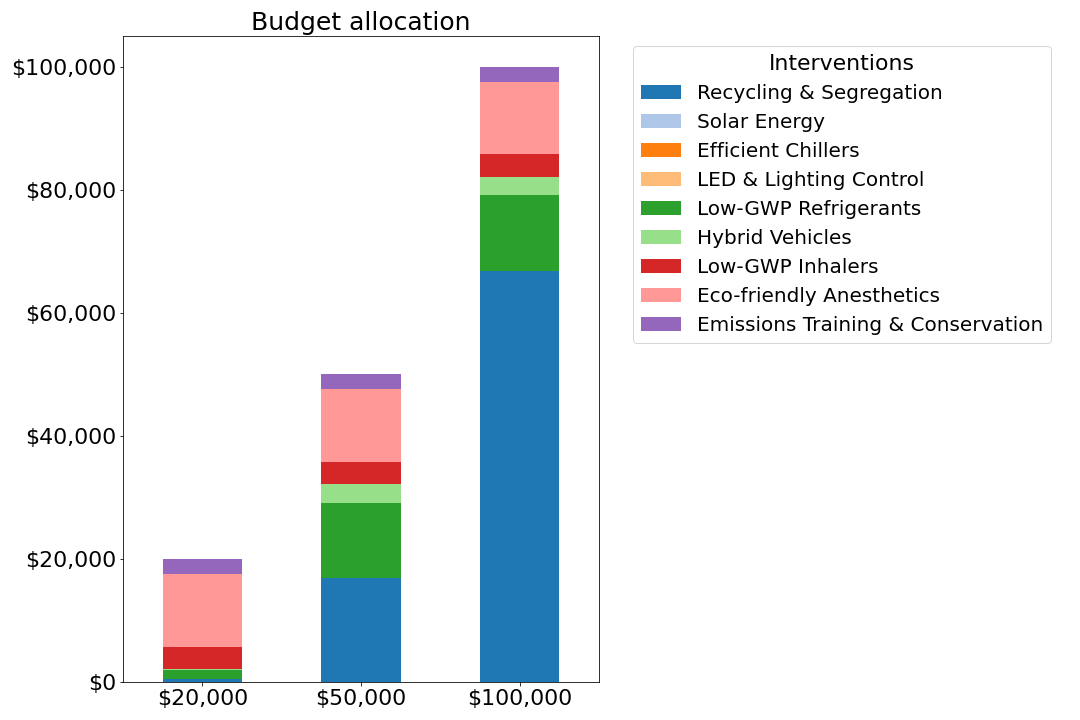 Budget allocation
$100,000
$80,000
$60,000
$40,000
$20,000
$0
$20,000 $50,000 $100,000
Interventions
Recycling & Segregation
Solar Energy
Efficient Chillers
LED & Lighting Control
Low-GWP Refrigerants
Hybrid Vehicles
Low-GWP Inhalers
Eco-friendly Anesthetics
Emissions Training & Conservation